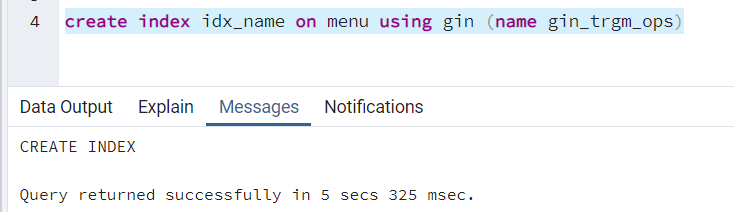 4 create index idx_name on menu using gin (name gin_trgm_ops)
Data Output Explain Messages Notifications
CREATE INDEX
Query returned successfully in 5 secs 325 msec.